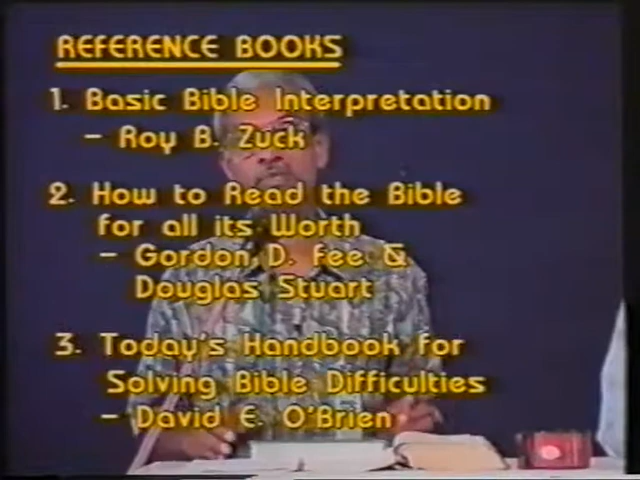 REFERENCE BOOKS
1. Basic Bible Interpretation
- Roy B. Zuck
2. How to Read the Bible
for all its Worth
- Gordon D. Fee &
Douglas Stuart
3. Today's Handbook for
Solving Bible Difficulties
- David E. O'Brien